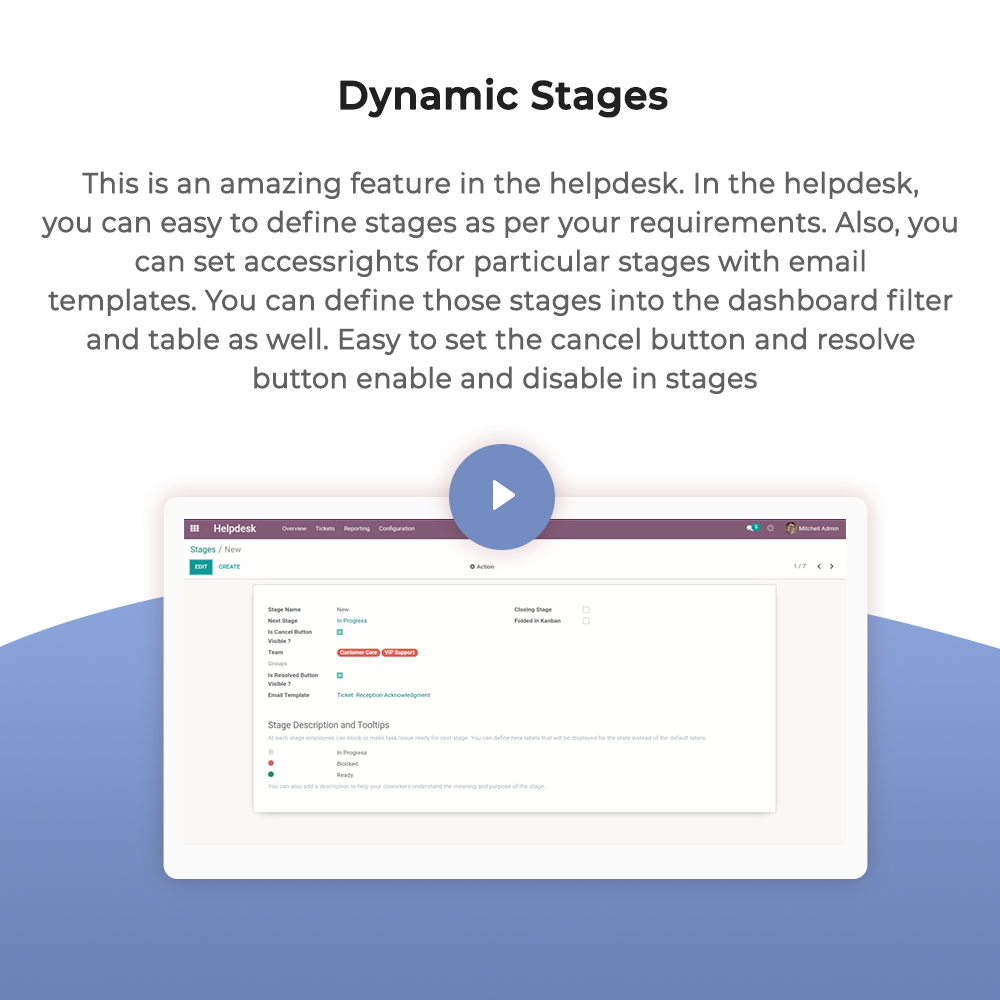 Dynamic Stages
This is an amazing feature in the helpdesk. In the helpdesk,
you can easy to define stages as per your requirements. Also, you
can set accessrights for particular stages with email
templates. You can define those stages into the dashboard filter
and table as well. Easy to set the cancel button and resolve
button enable and disable in stages
Helpdesk Overview Tickets Reporting Configuration 5 Mitchell Admin
Stages / New
EDIT CREATE Action 1 / 7
Stage Name New Closing Stage
Next Stage In Progress Folded in Kanban
Is Cancel Button
Visible ?
Team Customer Care VIP Support
Groups
Is Resolved Button
Visible ?
Email Template Ticket: Reception Acknowledgment
Stage Description and Tooltips
At each stage employees can block or make task/issue ready for next stage. You can define here labels that will be displayed for the state instead of the default labels.
In Progress
Blocked
Ready
You can also add a description to help your coworkers understand the meaning and purpose of the stage.